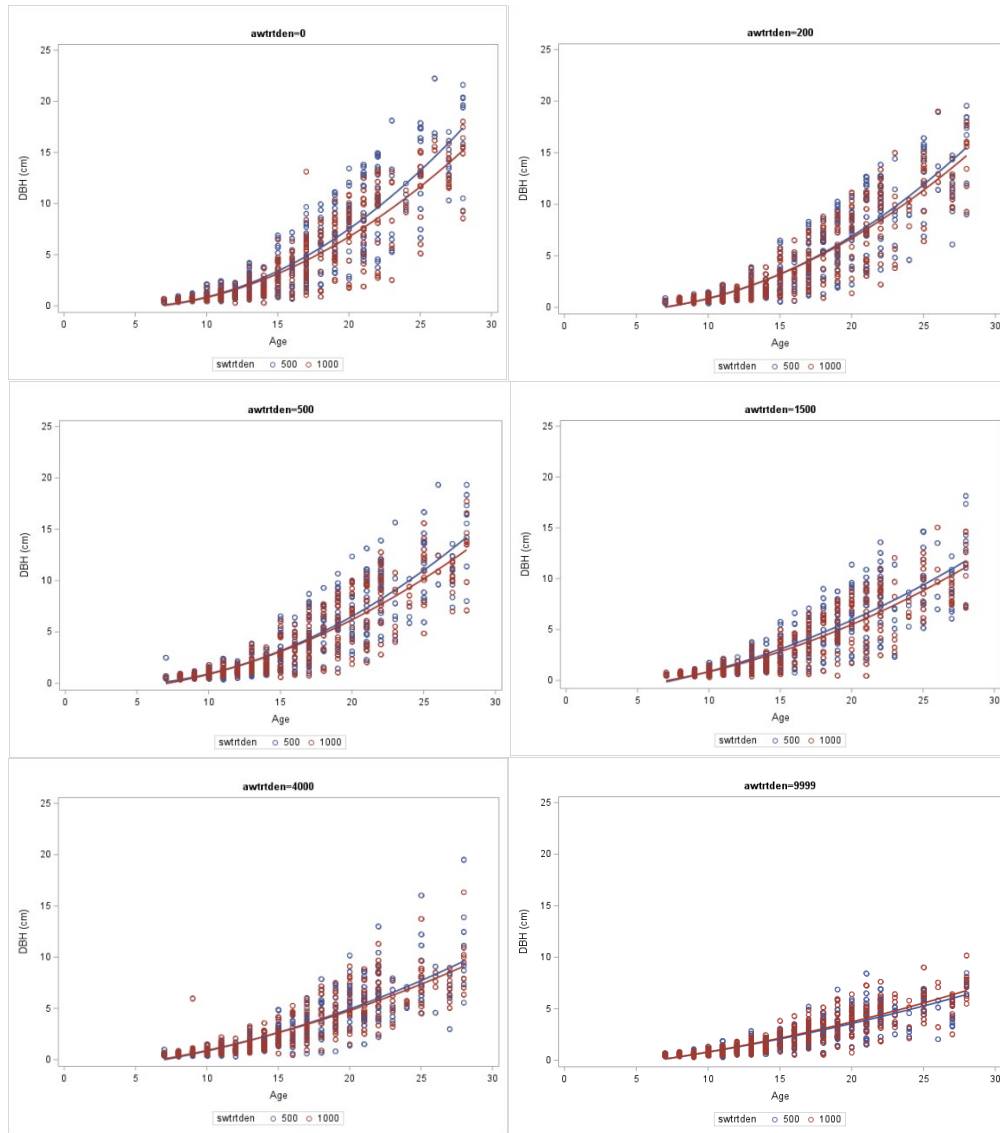 awtrtden=0
25
20
15
10
5
0
DBH (cm)
0 5 10 15 20 25 30
Age
swtrtden 500 1000
awtrtden=200
25
20
15
10
5
0
DBH (cm)
0 5 10 15 20 25 30
Age
swtrtden 500 1000
awtrtden=500
25
20
15
10
5
0
DBH (cm)
0 5 10 15 20 25 30
Age
swtrtden 500 1000
awtrtden=1500
25
20
15
10
5
0
DBH (cm)
0 5 10 15 20 25 30
Age
swtrtden 500 1000
awtrtden=4000
25
20
15
10
5
0
DBH (cm)
0 5 10 15 20 25 30
Age
swtrtden 500 1000
awtrtden=9999
25
20
15
10
5
0
DBH (cm)
0 5 10 15 20 25 30
Age
swtrtden 500 1000